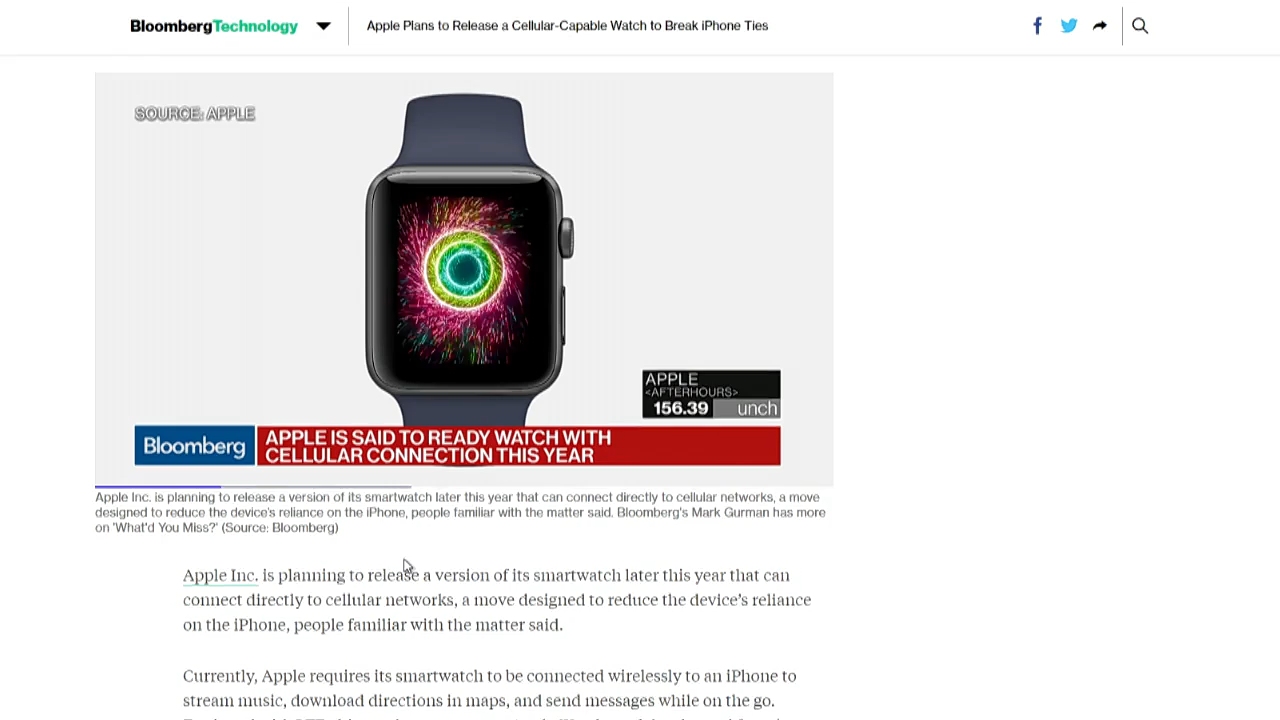 BloombergTechnology
Apple Plans to Release a Cellular-Capable Watch to Break iPhone Ties
SOURCE: APPLE
APPLE
<AFTERHOURS>
156.39 unch
Bloomberg
APPLE IS SAID TO READY WATCH WITH
CELLULAR CONNECTION THIS YEAR
Apple Inc. is planning to release a version of its smartwatch later this year that can connect directly to cellular networks, a move
designed to reduce the device's reliance on the iPhone, people familiar with the matter said. Bloomberg's Mark Gurman has more
on 'What'd You Miss?' (Source: Bloomberg)
Apple Inc. is planning to release a version of its smartwatch later this year that can
connect directly to cellular networks, a move designed to reduce the device’s reliance
on the iPhone, people familiar with the matter said.
Currently, Apple requires its smartwatch to be connected wirelessly to an iPhone to
stream music, download directions in maps, and send messages while on the go.